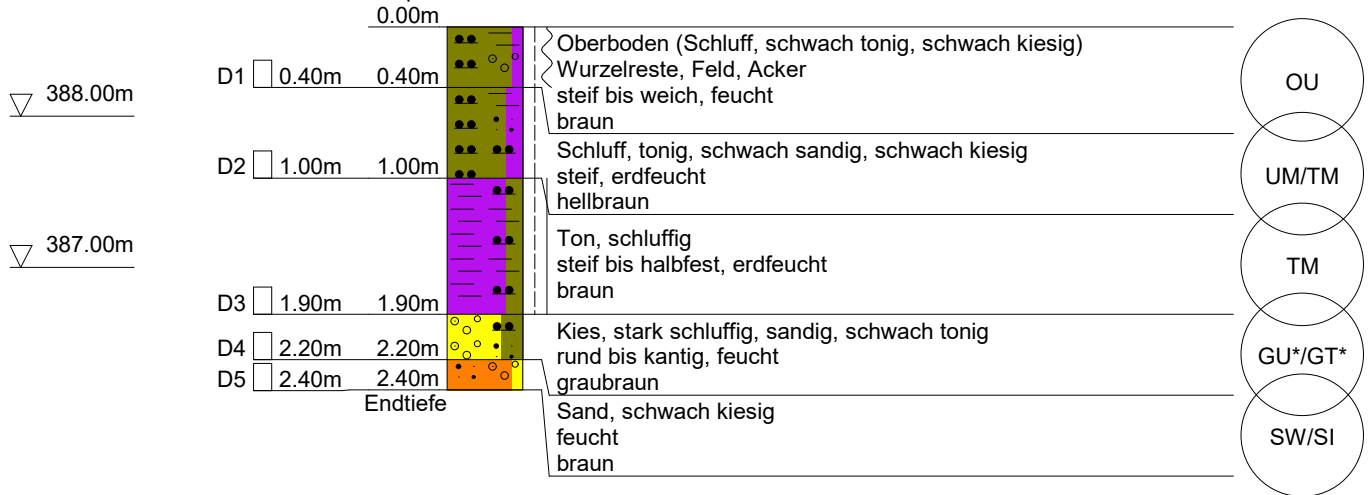 0.00m
Oberboden (Schluff, schwach tonig, schwach kiesig)
Wurzelreste, Feld, Acker
steif bis weich, feucht
braun
D1 0.40m 0.40m
OU
388.00m
Schluff, tonig, schwach sandig, schwach kiesig
steif, erdfeucht
hellbraun
D2 1.00m 1.00m
UM/TM
387.00m
Ton, schluffig
steif bis halbfest, erdfeucht
braun
D3 1.90m 1.90m
TM
Kies, stark schluffig, sandig, schwach tonig
rund bis kantig, feucht
graubraun
D4 2.20m 2.20m
GU*/GT*
D5 2.40m 2.40m
Endtiefe
Sand, schwach kiesig
feucht
braun
SW/SI